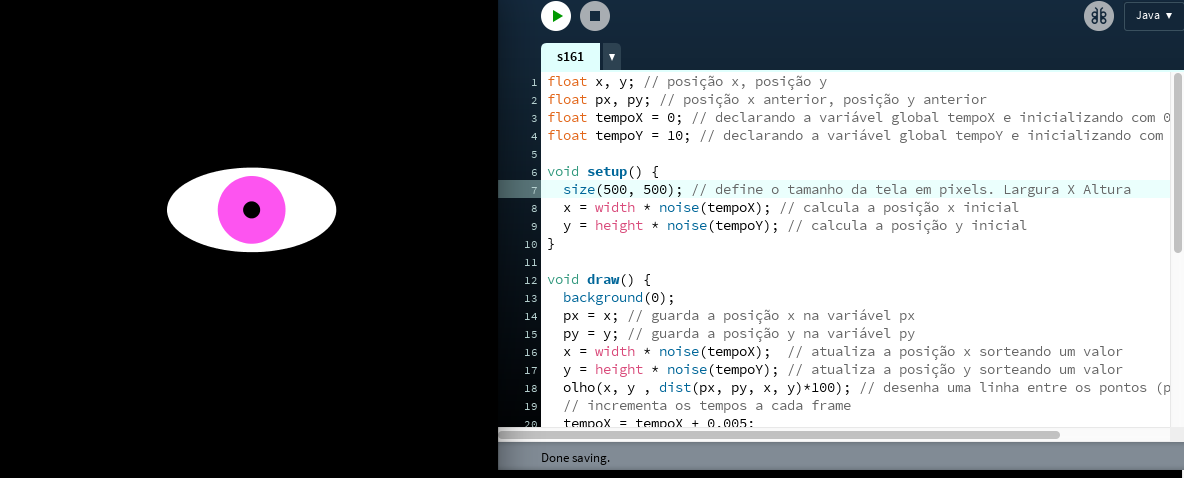 Java ▼
s161 ▼
1 float x, y; // posição x, posição y
2 float px, py; // posição x anterior, posição y anterior
3 float tempoX = 0; // declarando a variável global tempoX e inicializando com 0
4 float tempoY = 10; // declarando a variável global tempoY e inicializando com
5
6 void setup() {
7   size(500, 500); // define o tamanho da tela em pixels. Largura X Altura
8   x = width * noise(tempoX); // calcula a posição x inicial
9   y = height * noise(tempoY); // calcula a posição y inicial
10 }
11
12 void draw() {
13   background(0);
14   px = x; // guarda a posição x na variável px
15   py = y; // guarda a posição y na variável py
16   x = width * noise(tempoX);  // atualiza a posição x sorteando um valor
17   y = height * noise(tempoY); // atualiza a posição y sorteando um valor
18   olho(x, y , dist(px, py, x, y)*100); // desenha uma linha entre os pontos (p
19   // incrementa os tempos a cada frame
20   tempoX = tempoX + 0.005;
Done saving.